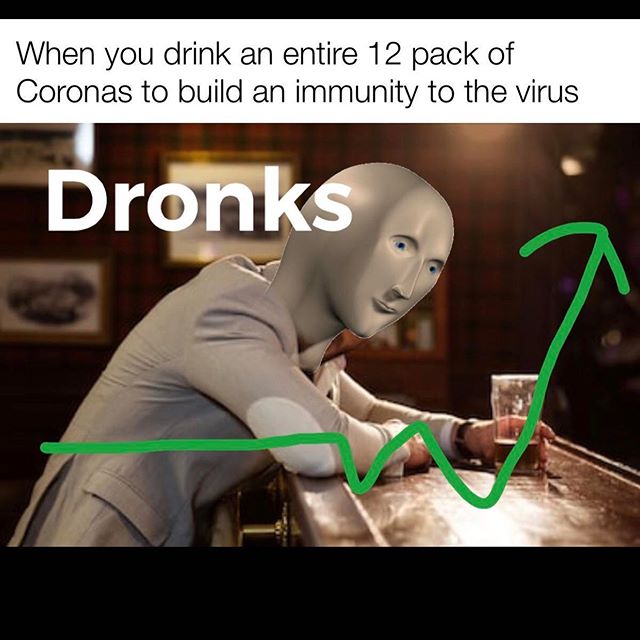 When you drink an entire 12 pack of
Coronas to build an immunity to the virus
Dronks